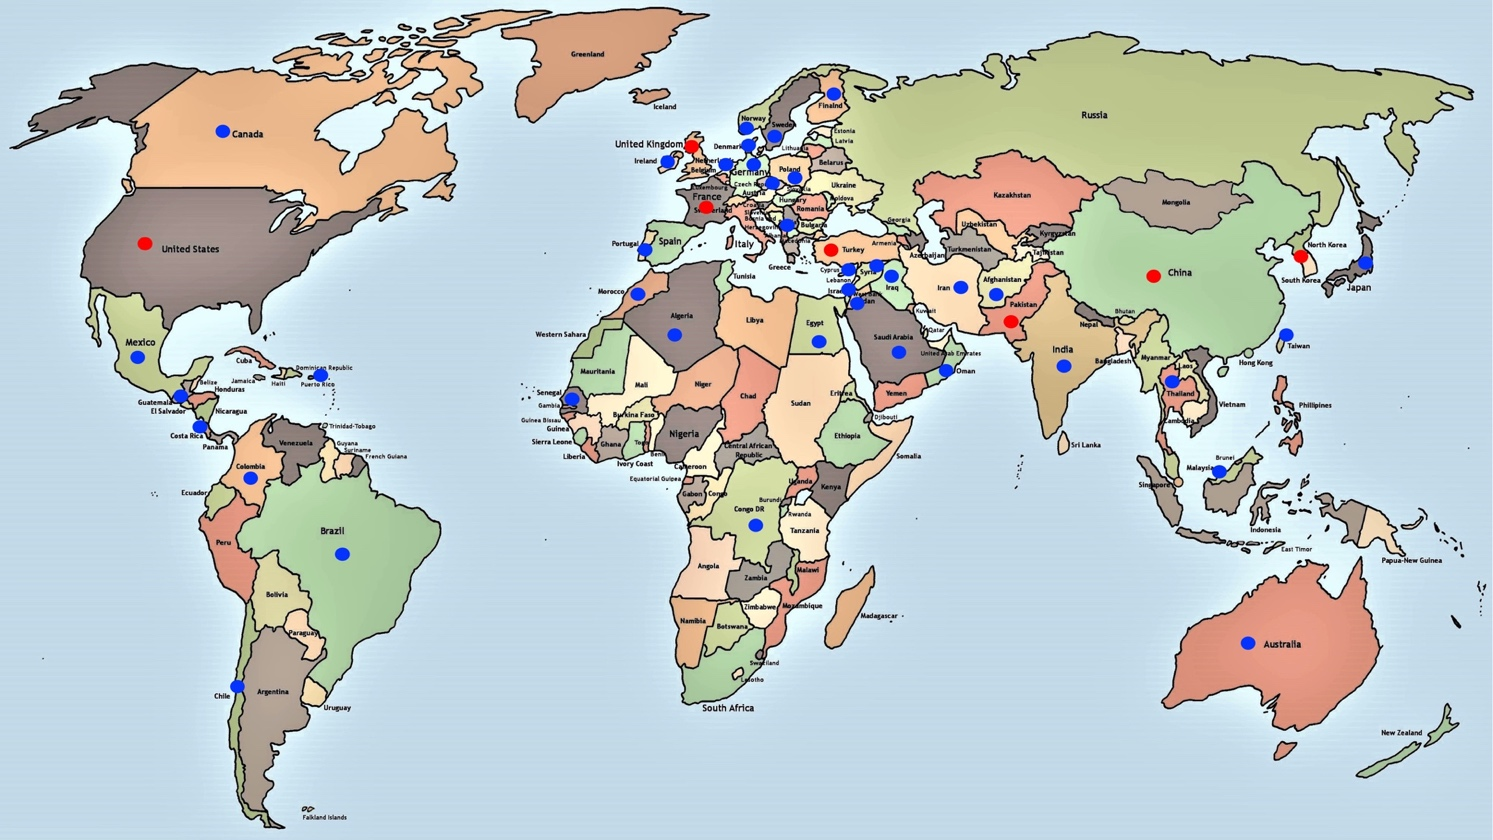 Greenland
Iceland
Canada
United States
Mexico
Cuba
Belize
Jamaica
Haiti
Dominican Republic
Puerto Rico
Honduras
Guatemala
El Salvador
Nicaragua
Costa Rica
Panama
Trinidad-Tobago
Venezuela
Guyana
Suriname
French Guiana
Colombia
Ecuador
Peru
Brazil
Bolivia
Paraguay
Chile
Argentina
Uruguay
Falkland Islands
Norway
Sweden
Finalnd
Estonia
Latvia
Lithuania
Denmark
United Kingdom
Ireland
Belgium
Germany
Poland
Belarus
Ukraine
Moldova
Austria
Hungary
Romania
Bulgaria
France
Portugal
Spain
Italy
Greece
Turkey
Georgia
Armenia
Azerbaijan
Russia
Kazakhstan
Uzbekistan
Turkmenistan
Kyrgyzstan
Tajikistan
Mongolia
China
North Korea
South Korea
Japan
Taiwan
Hong Kong
Cyprus
Lebanon
Syria
Iraq
Iran
Kuwait
Qatar
Saudi Arabia
United Arab Emirates
Oman
Yemen
Afghanistan
Pakistan
India
Nepal
Bhutan
Bangladesh
Sri Lanka
Myanmar
Laos
Thailand
Vietnam
Cambodia
Phillipines
Brunei
Malaysia
Singapore
Indonesia
East Timor
Papua-New Guinea
Australia
New Zealand
Morocco
Western Sahara
Algeria
Tunisia
Libya
Egypt
Mauritania
Mali
Niger
Chad
Sudan
Eritrea
Djibouti
Ethiopia
Somalia
Senegal
Gambia
Guinea Bissau
Guinea
Sierra Leone
Liberia
Ivory Coast
Burkina Faso
Ghana
Togo
Benin
Nigeria
Cameroon
Central African
Republic
Equatorial Guinea
Gabon
Congo
Congo DR
Uganda
Kenya
Rwanda
Burundi
Tanzania
Angola
Zambia
Malawi
Mozambique
Zimbabwe
Namibia
Botswana
Swaziland
Lesotho
South Africa
Madagascar